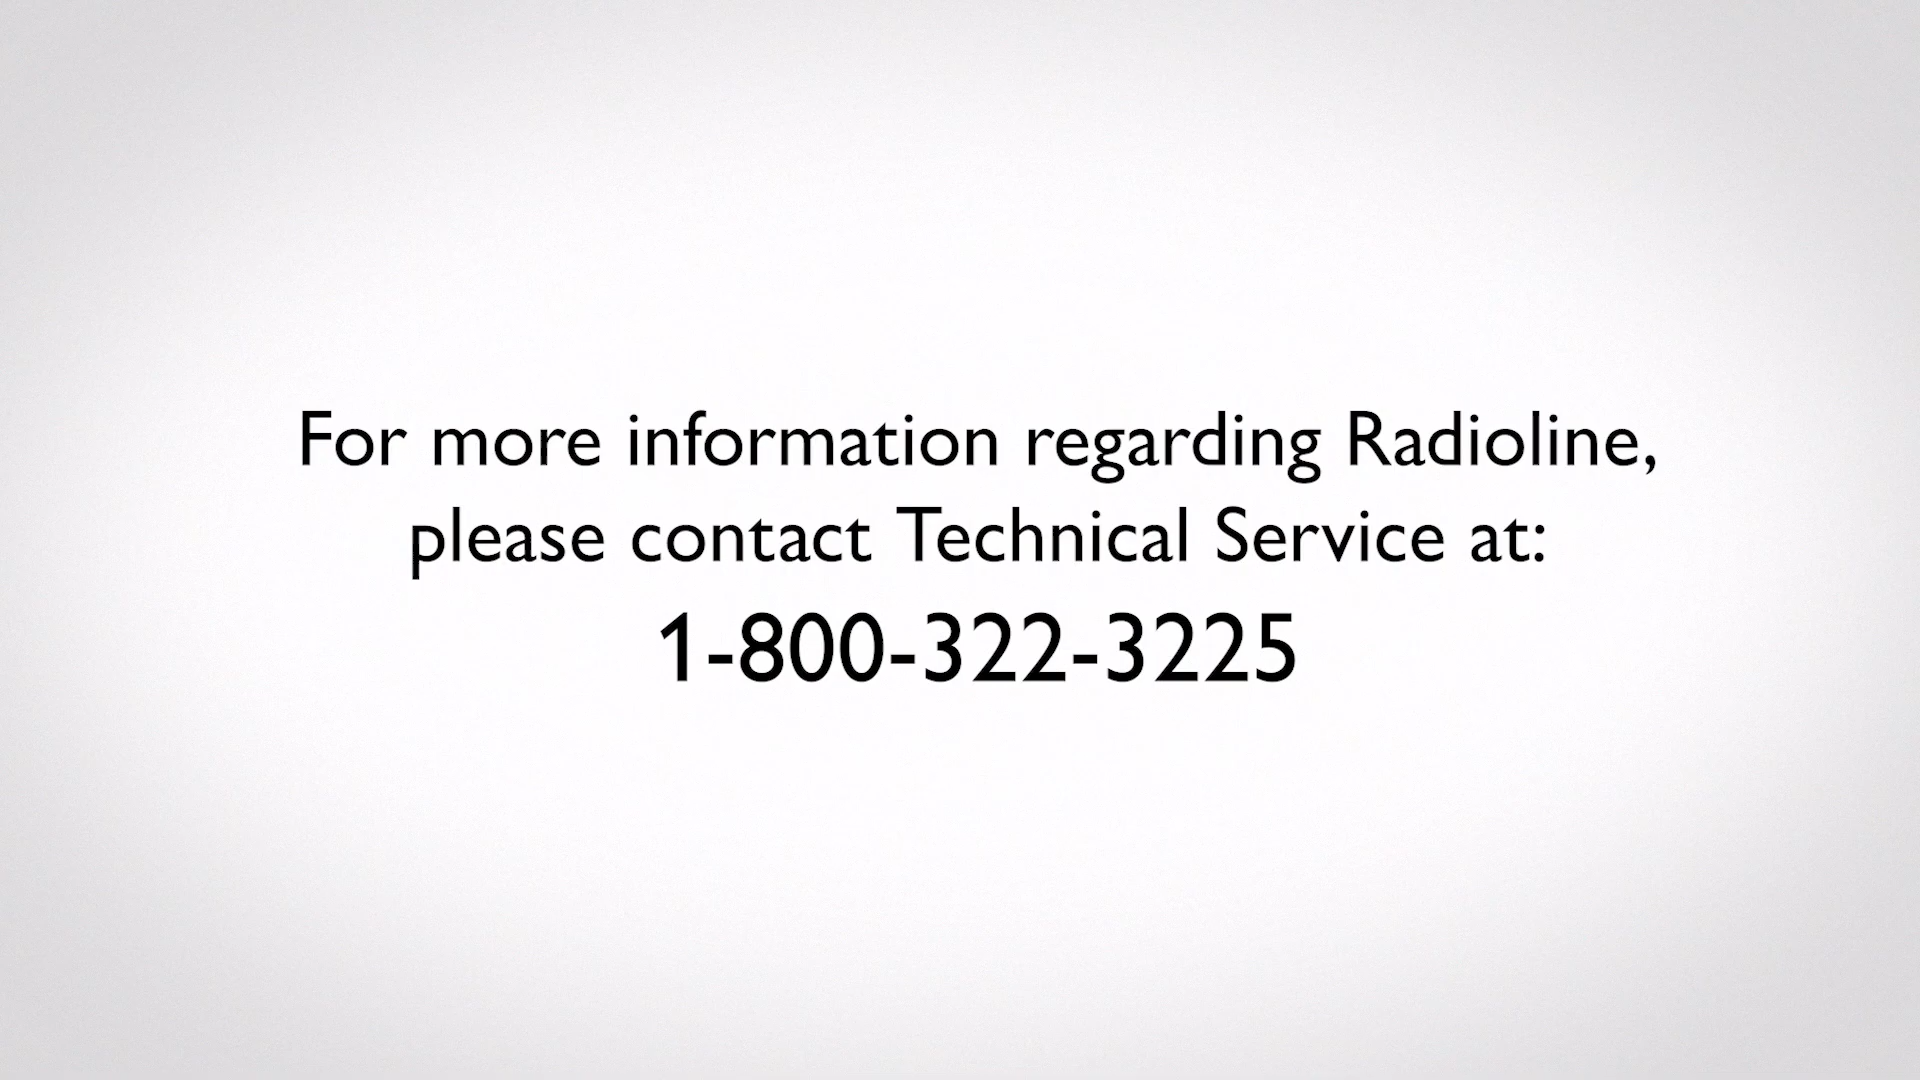 For more information regarding Radioline,
please contact Technical Service at:
1-800-322-3225